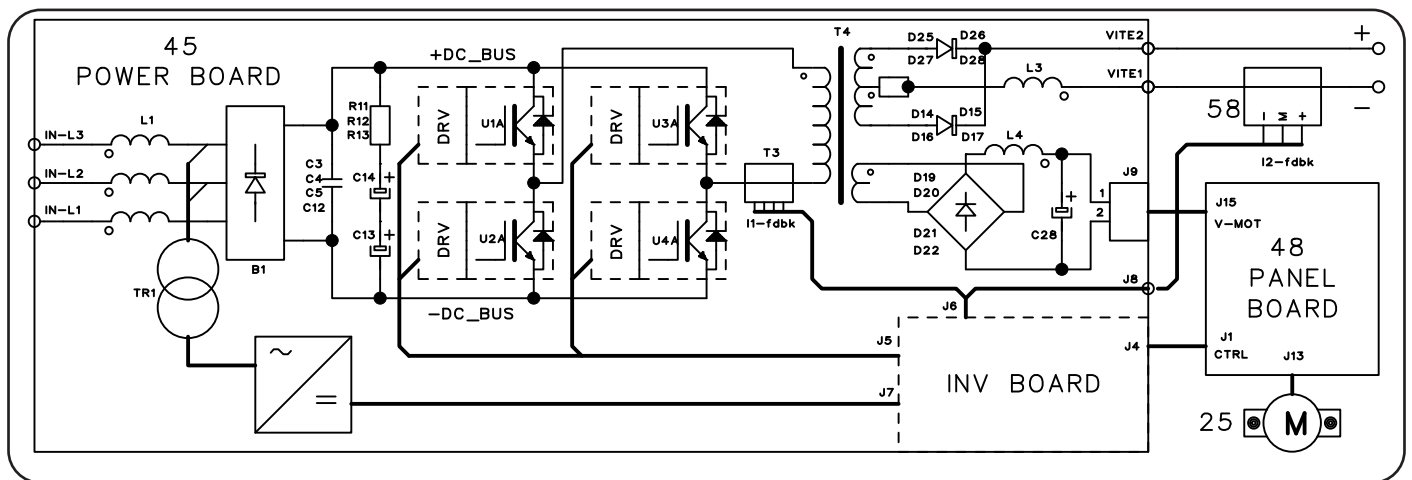 45
POWER BOARD
IN-L3
L1
IN-L2
IN-L1
TR1
B1
+DC_BUS
R11
R12
R13
C3
C4
C5
C12
C14
C13
-DC_BUS
DRV
U1A
DRV
U3A
DRV
U2A
DRV
U4A
T3
I1-fdbk
T4
D25
D26
D27
D28
D14
D15
D16
D17
L3
VITE2
VITE1
L4
D19
D20
D21
D22
C28
J9
1
2
+
−
58
− M +
I2-fdbk
J15
V-MOT
48
PANEL
BOARD
J8
J6
J5
J7
J4
INV BOARD
J1
CTRL
J13
25
M